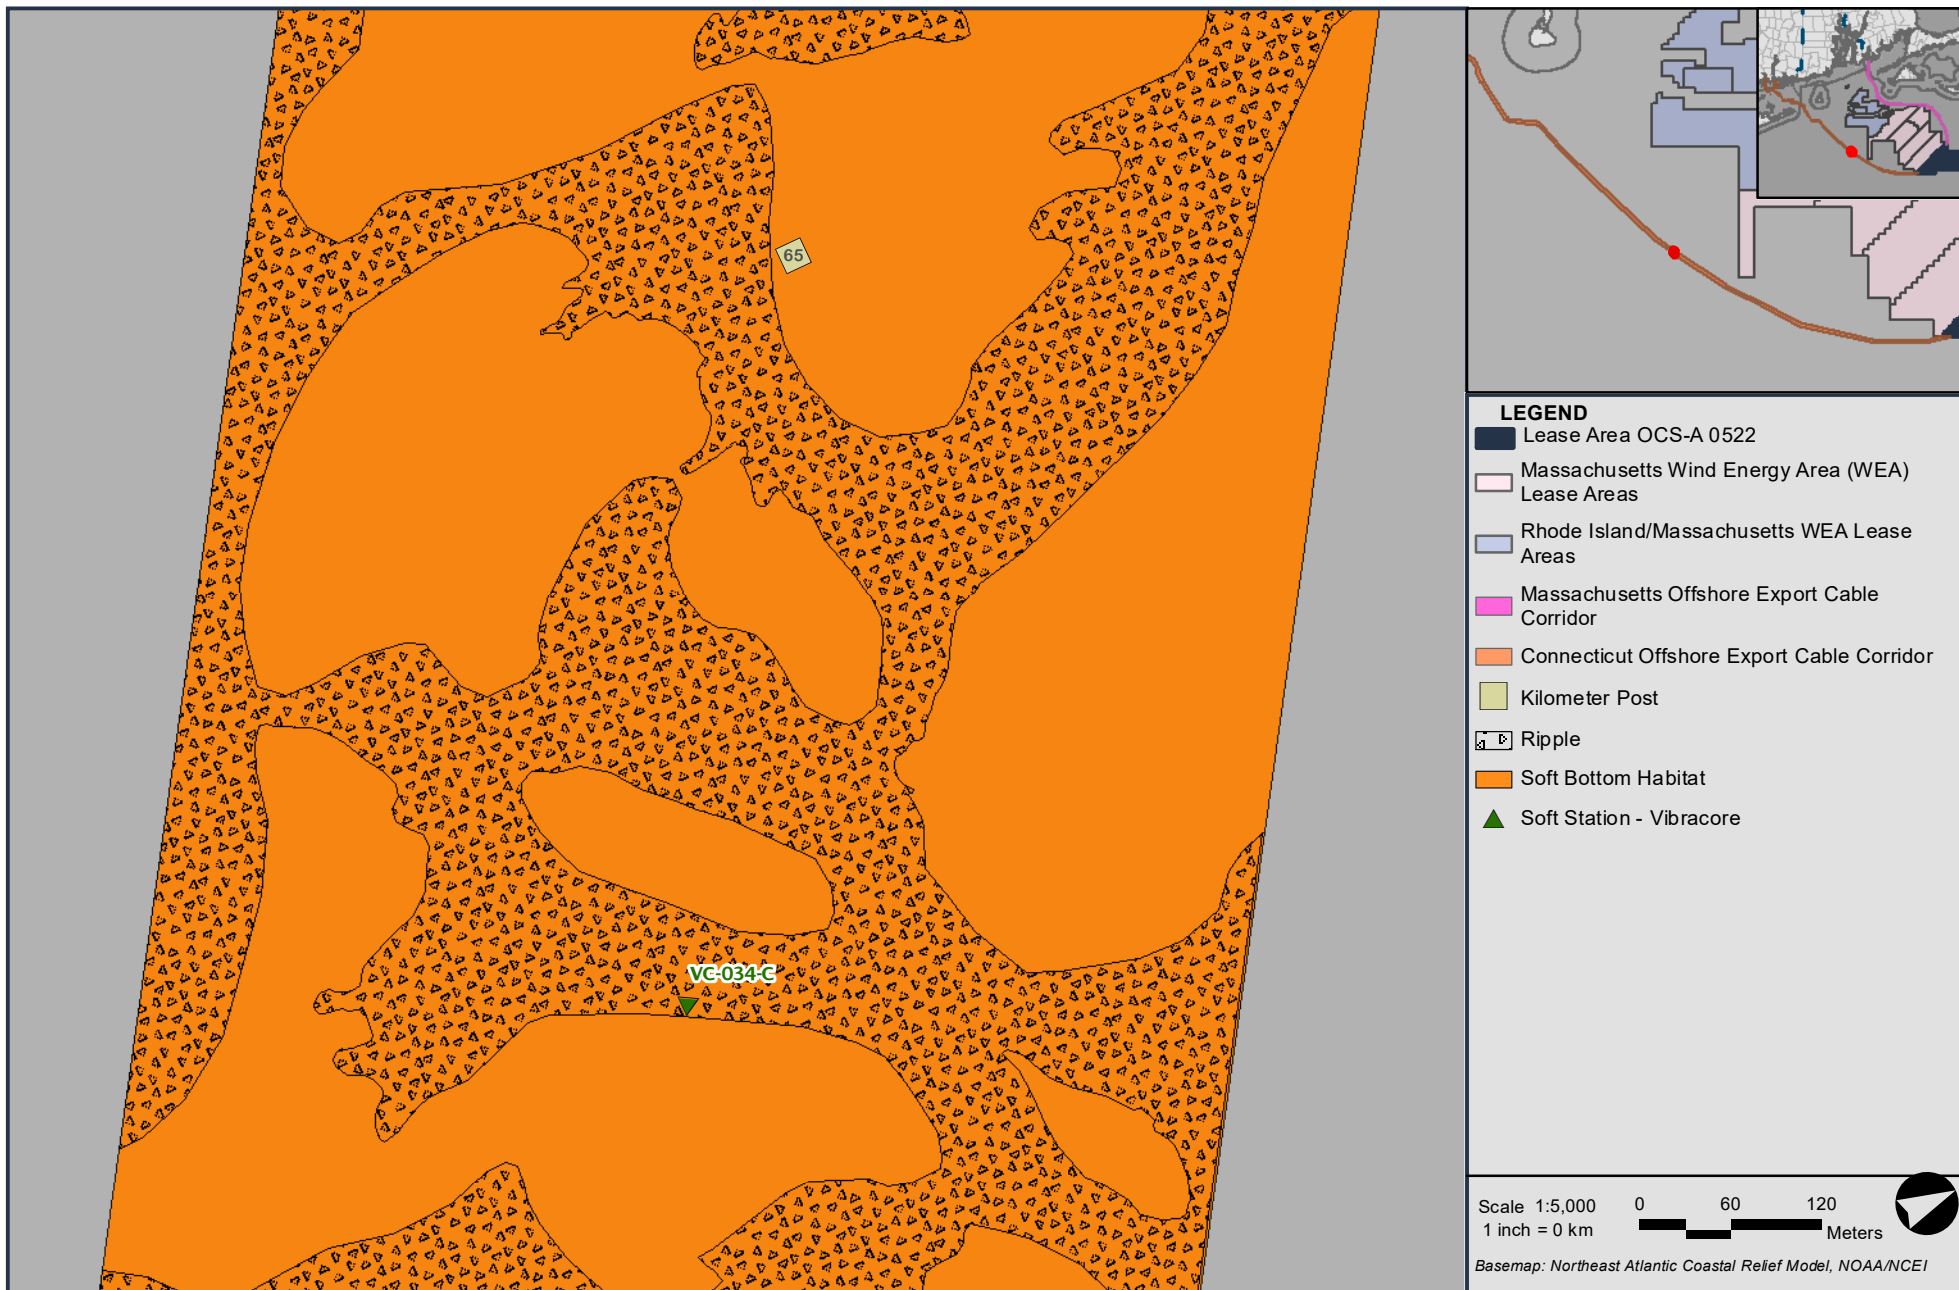 65
VC-034-C
LEGEND
Lease Area OCS-A 0522
Massachusetts Wind Energy Area (WEA)
Lease Areas
Rhode Island/Massachusetts WEA Lease
Areas
Massachusetts Offshore Export Cable
Corridor
Connecticut Offshore Export Cable Corridor
Kilometer Post
Ripple
Soft Bottom Habitat
Soft Station - Vibracore
Scale 1:5,000
1 inch = 0 km
0 60 120
Meters
Basemap: Northeast Atlantic Coastal Relief Model, NOAA/NCEI